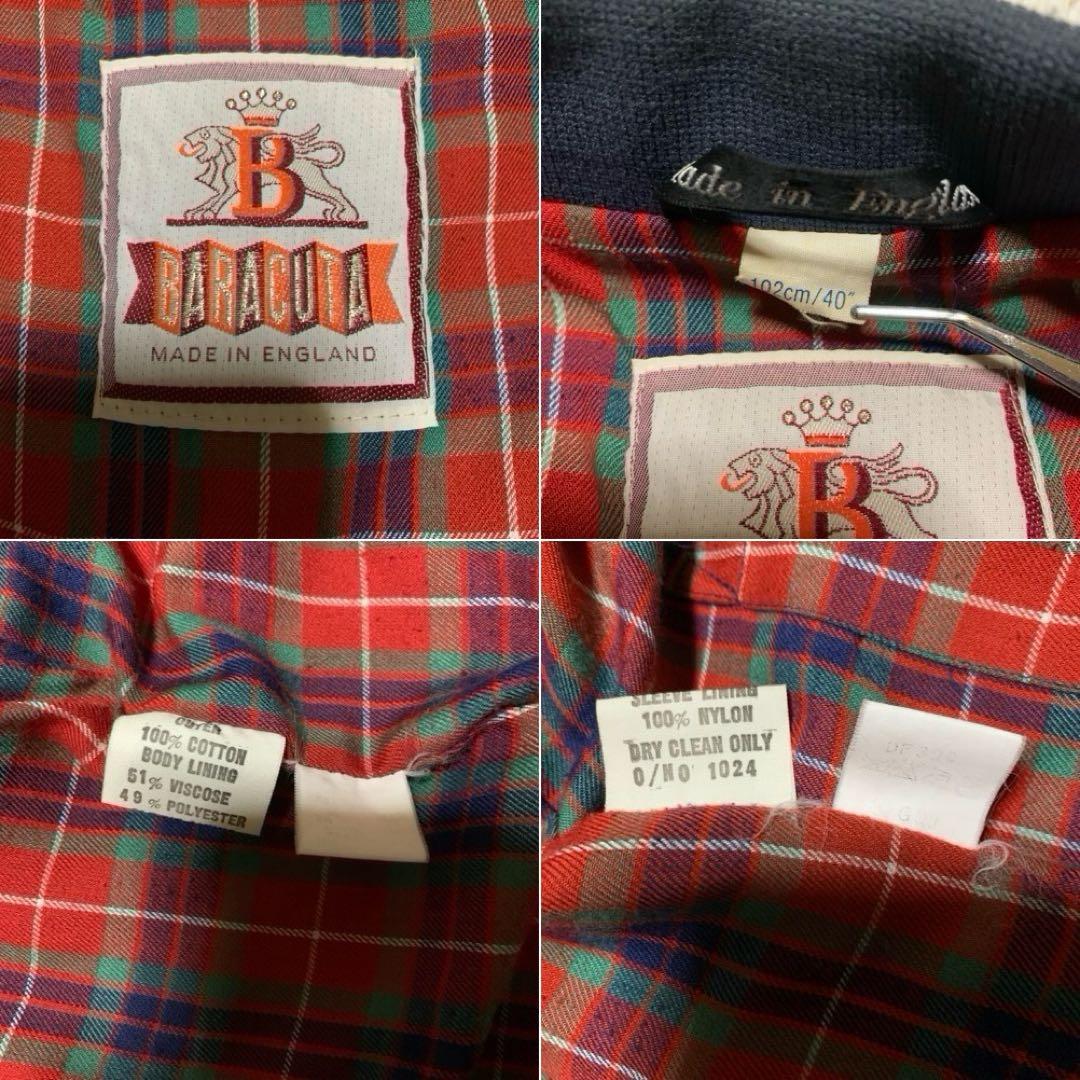 B
BARACUTA
MADE IN ENGLAND
Made in England
102cm/40"
B
OUTER
100% COTTON
BODY LINING
51% VISCOSE
49% POLYESTER
SLEEVE LINING
100% NYLON
DRY CLEAN ONLY
O/NO 1024